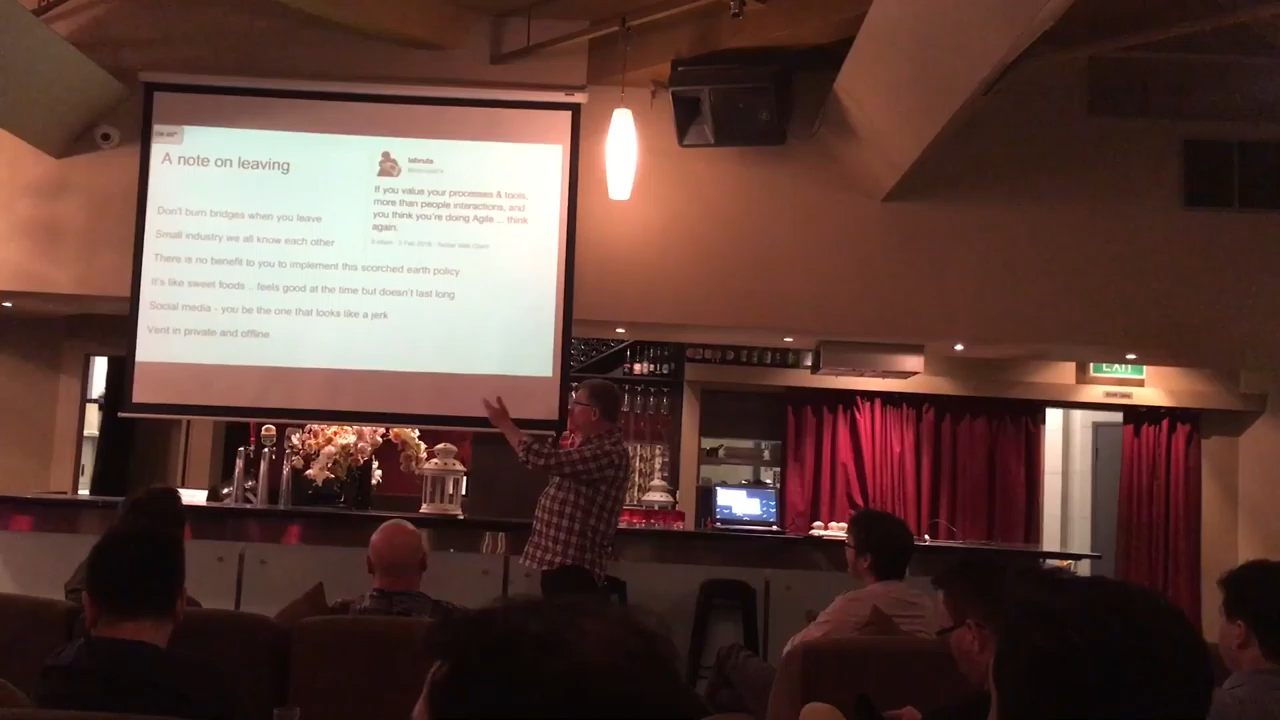 A note on leaving
Don't burn bridges when you leave
Small industry we all know each other
There is no benefit to you to implement this scorched earth policy
It's like sweet foods .. feels good at the time but doesn't last long
Social media - you be the one that looks like a jerk
Vent in private and offline
If you value your processes & tools,
more than people interactions, and
you think you're doing Agile ... think
again.
EXIT